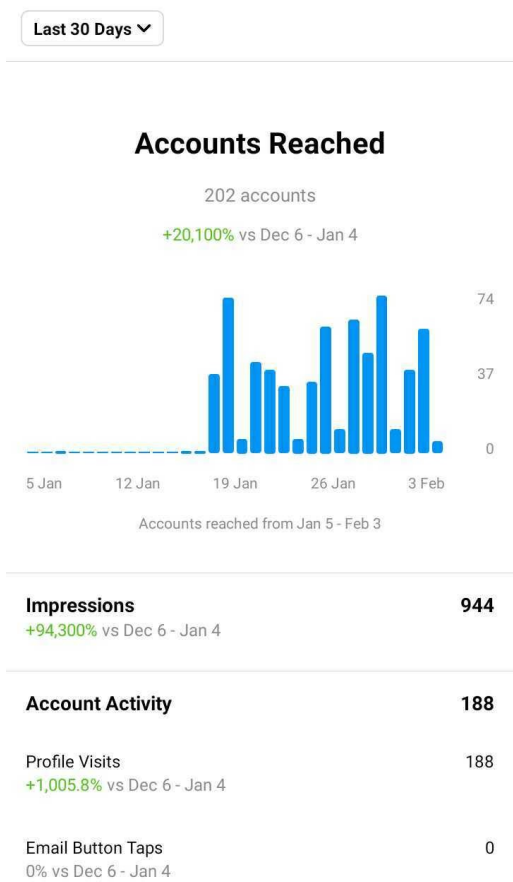 Last 30 Days
Accounts Reached
202 accounts
+20,100% vs Dec 6 - Jan 4
74
37
0
5 Jan 12 Jan 19 Jan 26 Jan 3 Feb
Accounts reached from Jan 5 - Feb 3
Impressions 944
+94,300% vs Dec 6 - Jan 4
Account Activity 188
Profile Visits 188
+1,005.8% vs Dec 6 - Jan 4
Email Button Taps 0
0% vs Dec 6 - Jan 4